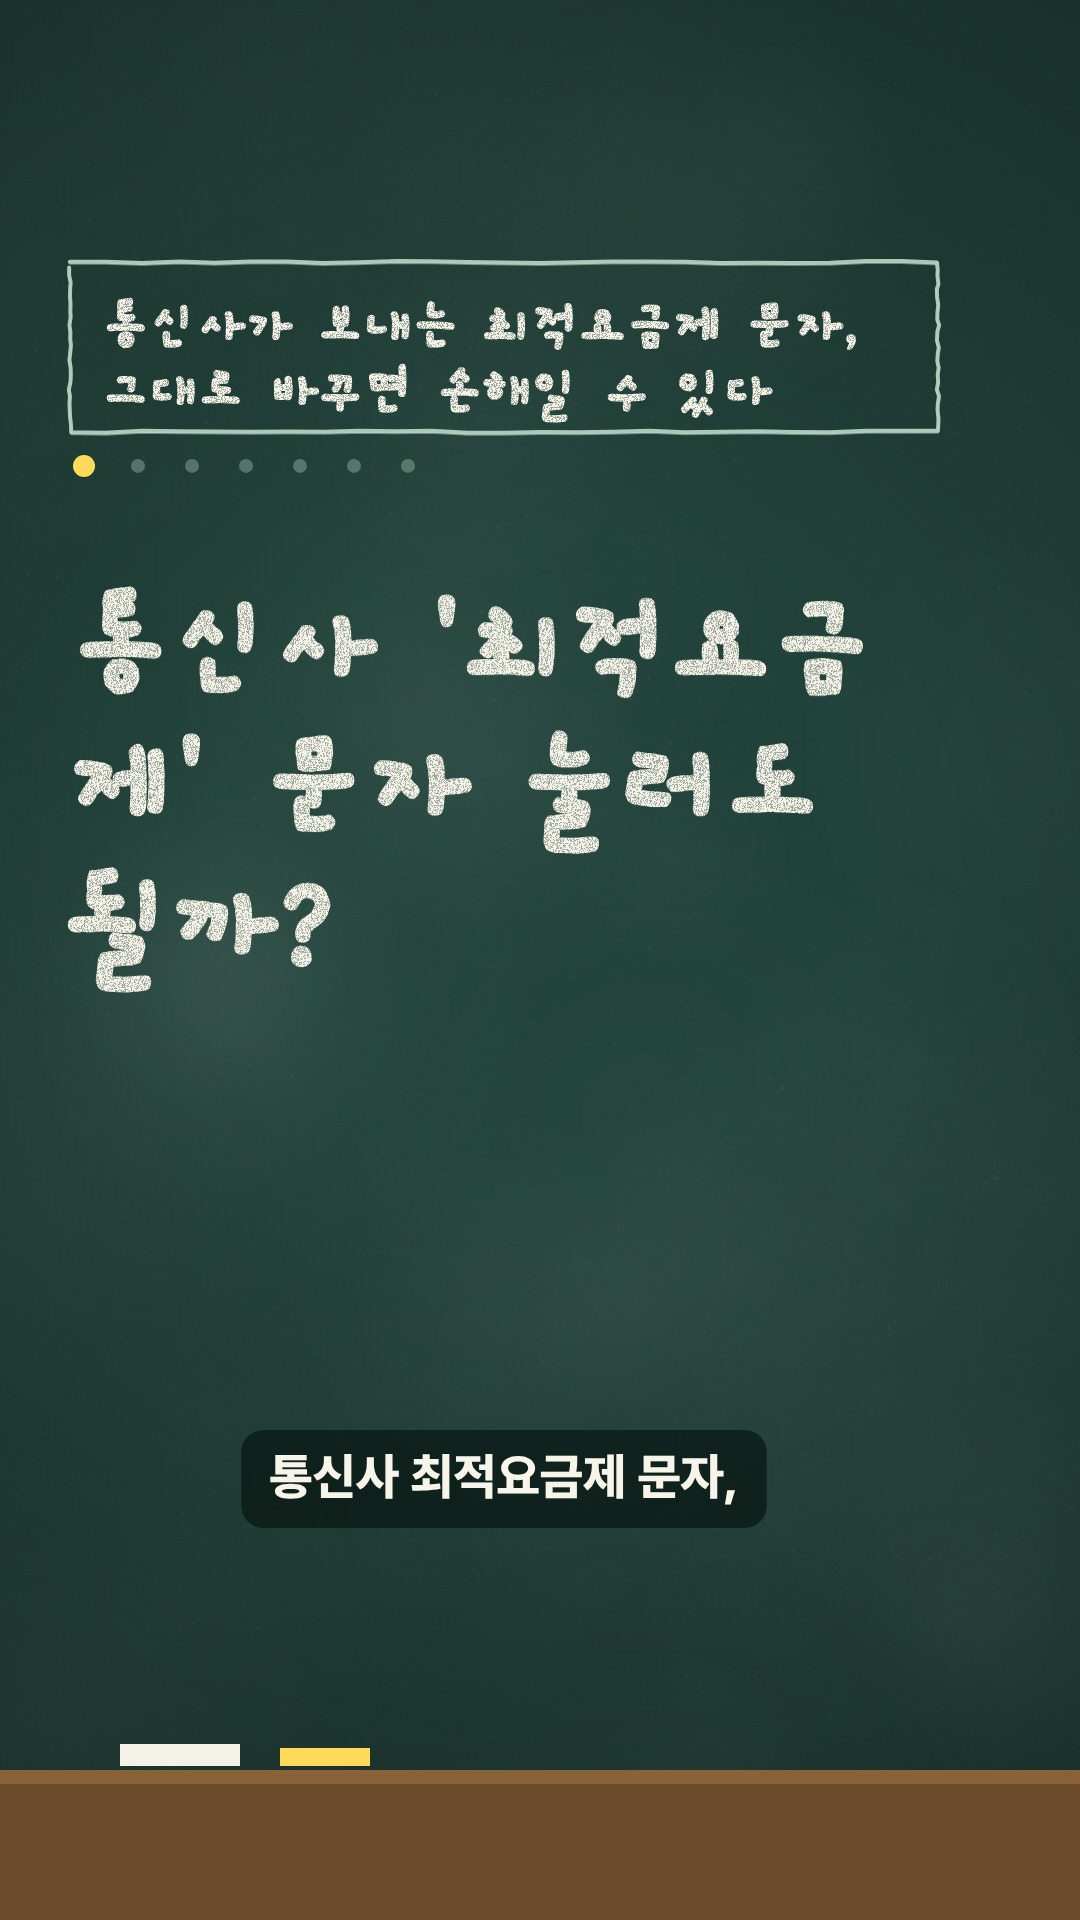 통신사가 보내는 최적요금제 문자,
그대로 바꾸면 손해일 수 있다
통신사 '최적요금
제' 문자 눌러도
될까?
통신사 최적요금제 문자,